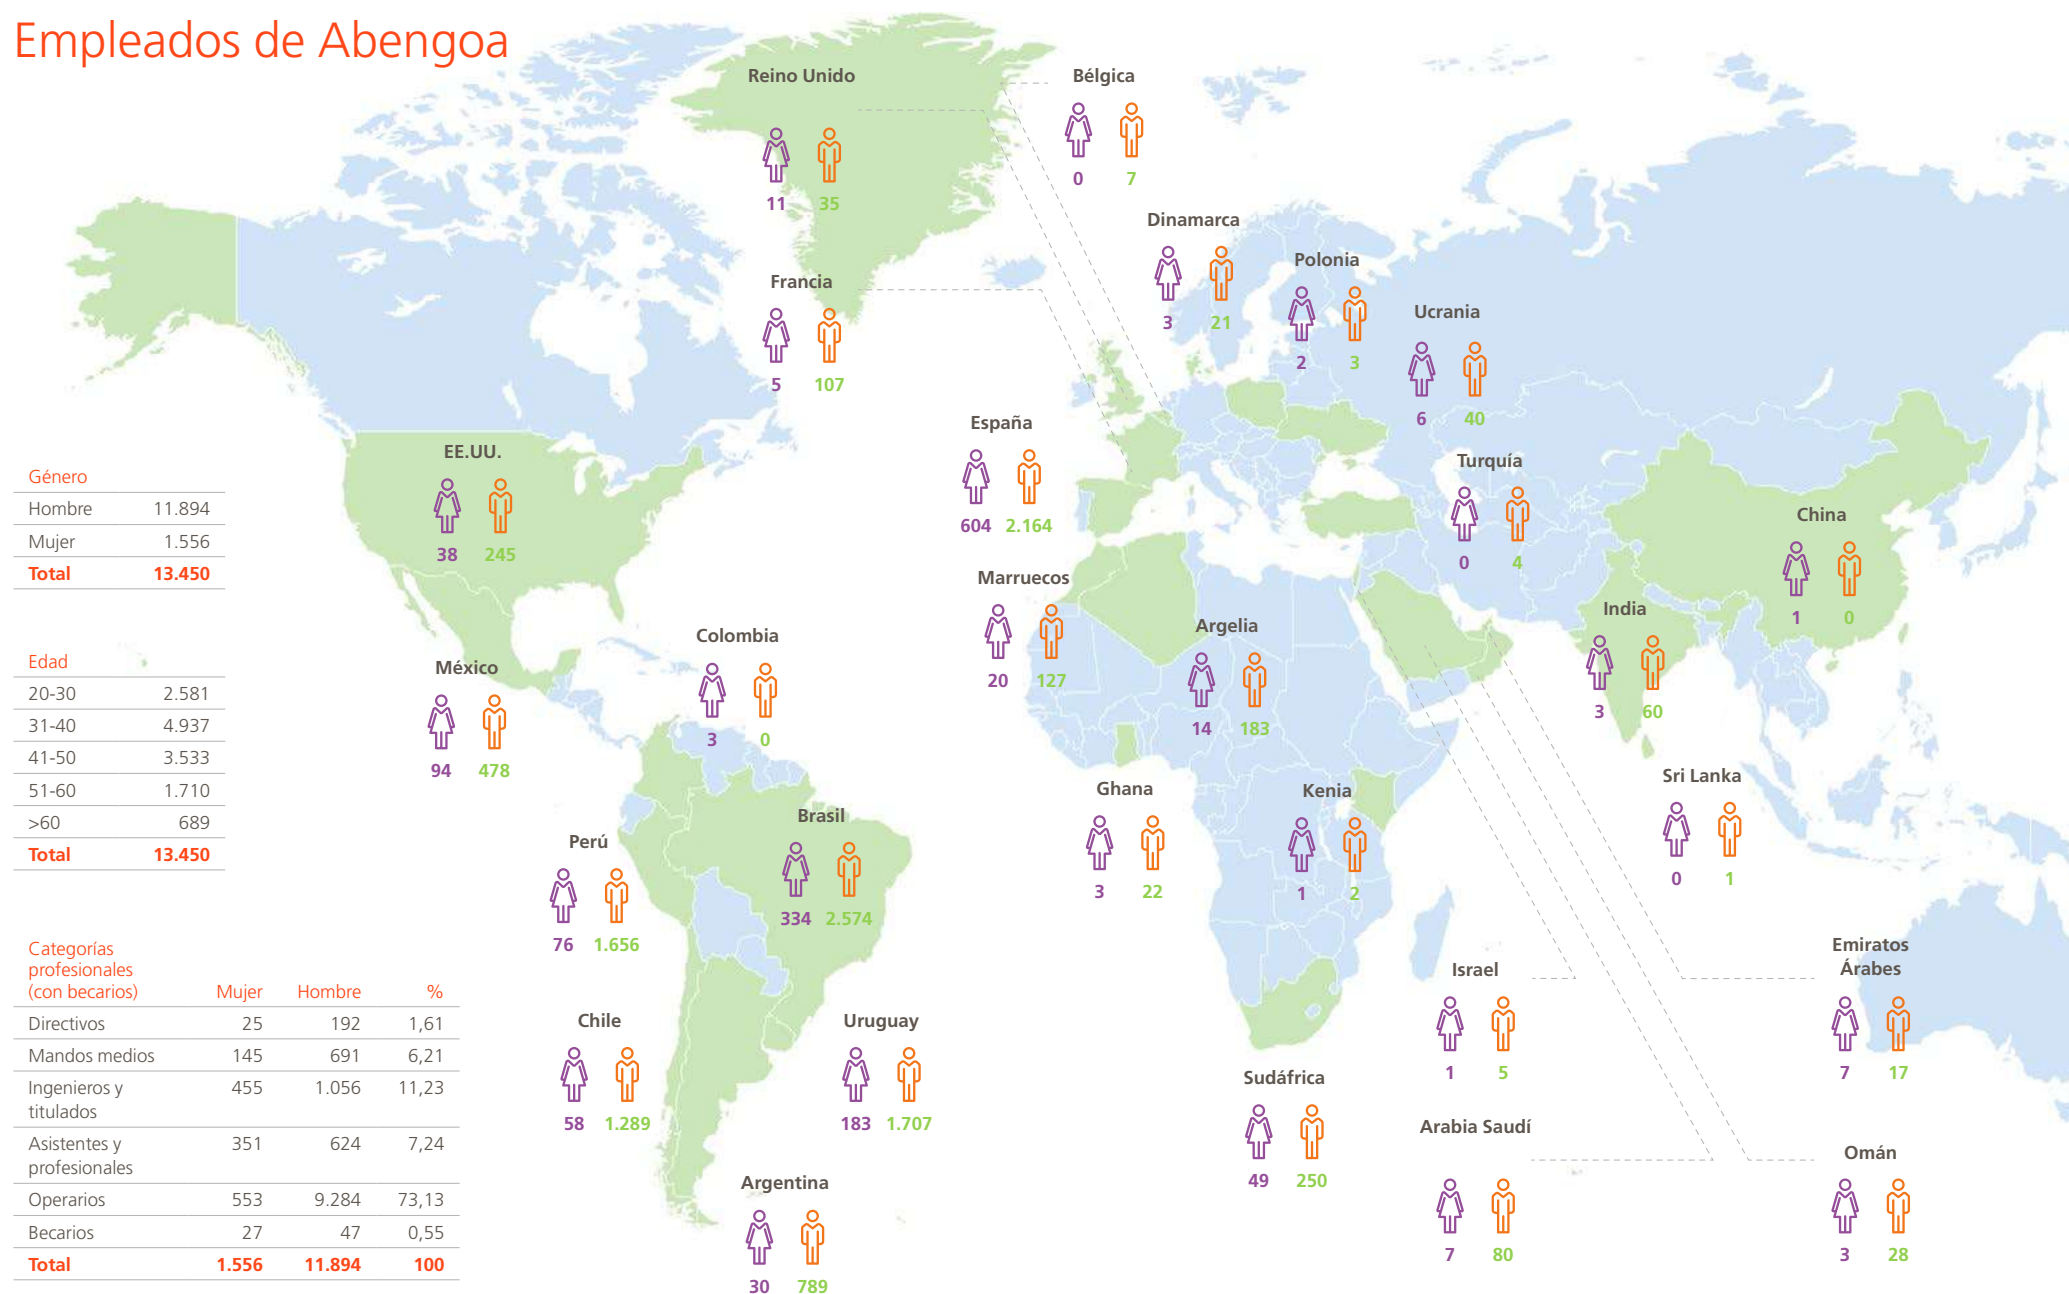 Empleados de Abengoa
Reino Unido
11 35
Bélgica
0 7
Dinamarca
3 21
Polonia
2 3
Ucrania
6 40
Francia
5 107
España
604 2.164
EE.UU.
38 245
Turquía
0 4
China
1 0
Marruecos
20 127
Argelia
14 183
India
3 60
Colombia
3 0
México
94 478
Ghana
3 22
Kenia
1 2
Sri Lanka
0 1
Perú
76 1.656
Brasil
334 2.574
Israel
1 5
Emiratos
Árabes
7 17
Chile
58 1.289
Uruguay
183 1.707
Sudáfrica
49 250
Arabia Saudí
7 80
Omán
3 28
Argentina
30 789
Género
Hombre 11.894
Mujer 1.556
Total 13.450
Edad
20-30 2.581
31-40 4.937
41-50 3.533
51-60 1.710
>60 689
Total 13.450
Categorías
profesionales
(con becarios) Mujer Hombre %
Directivos 25 192 1,61
Mandos medios 145 691 6,21
Ingenieros y 455 1.056 11,23
titulados
Asistentes y 351 624 7,24
profesionales
Operarios 553 9.284 73,13
Becarios 27 47 0,55
Total 1.556 11.894 100